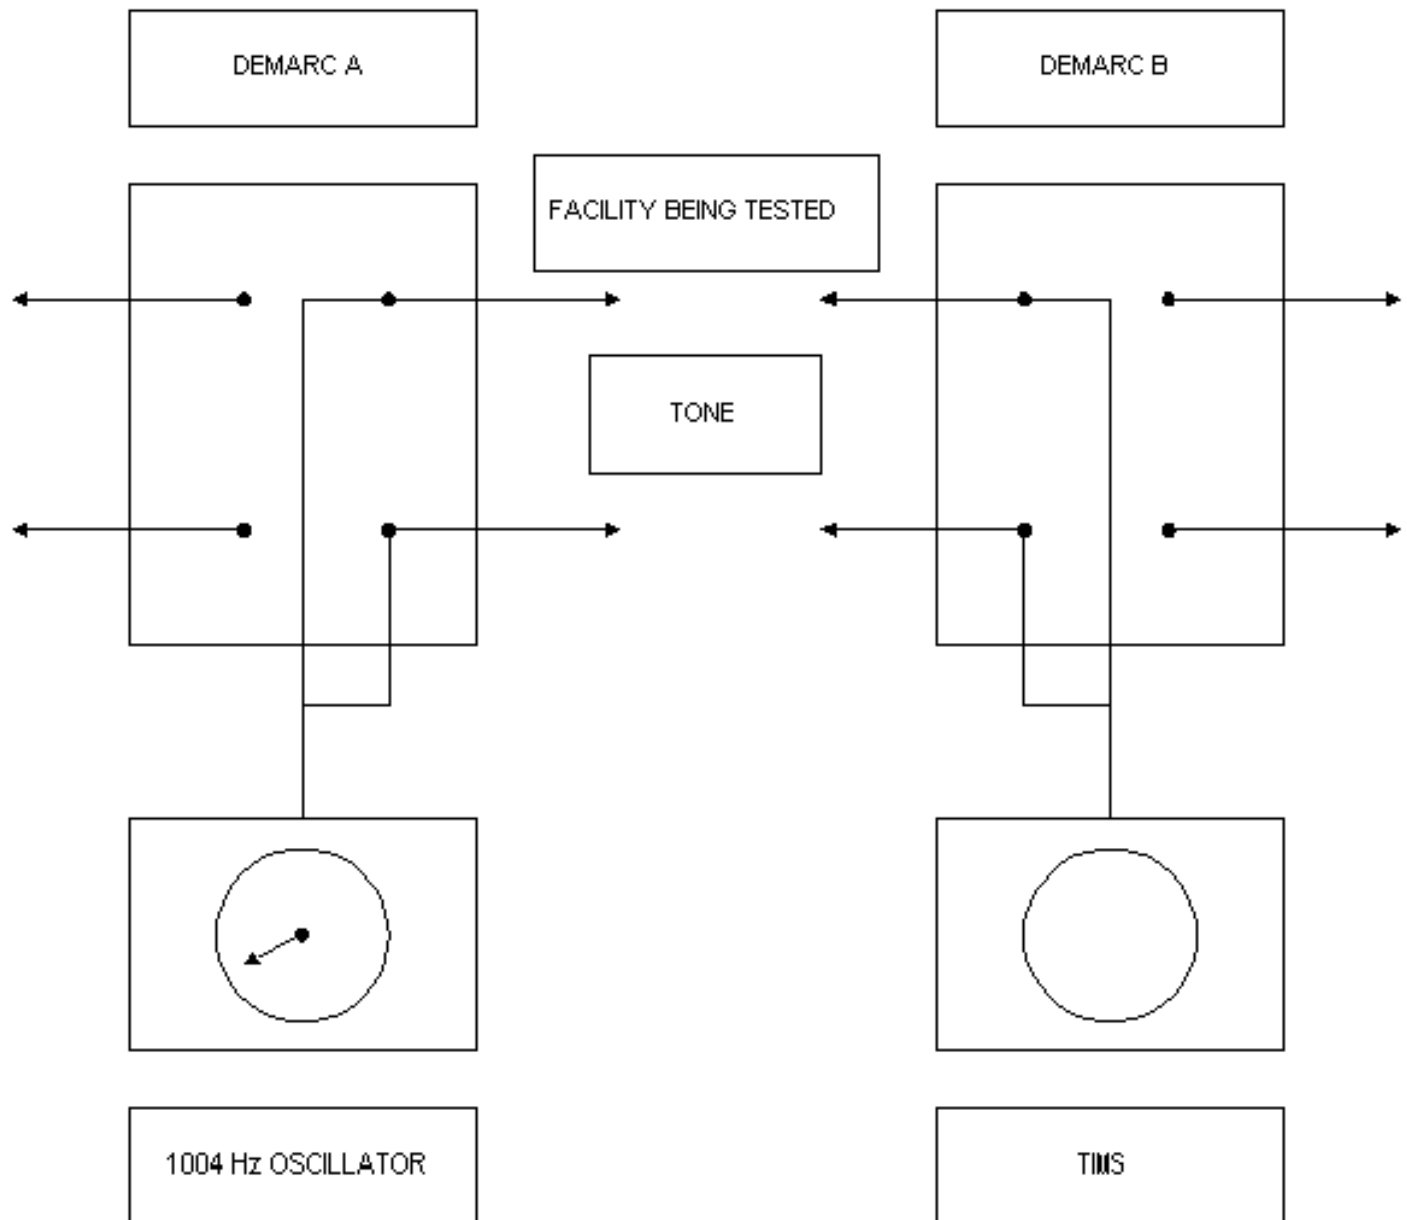 DEMARC A
DEMARC B
FACILITY BEING TESTED
TONE
1004 Hz OSCILLATOR
TIMS